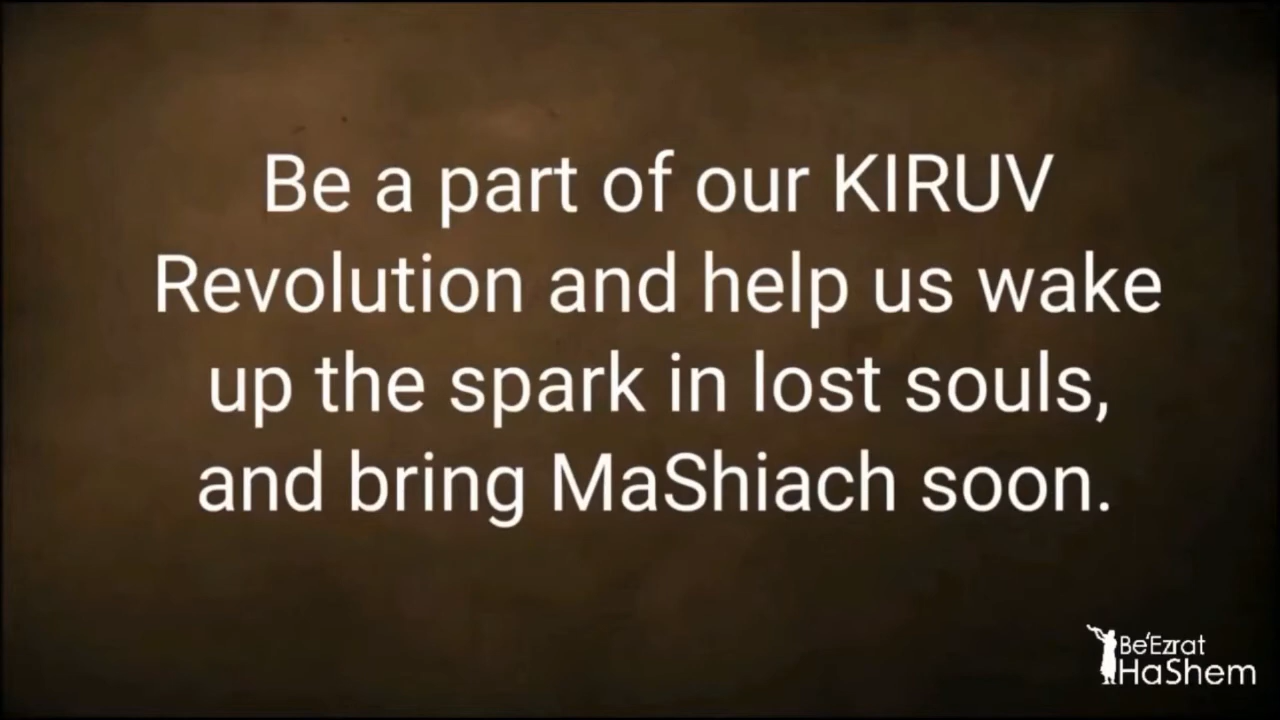 Be a part of our KIRUV
Revolution and help us wake
up the spark in lost souls,
and bring MaShiach soon.
Be'Ezrat
HaShem